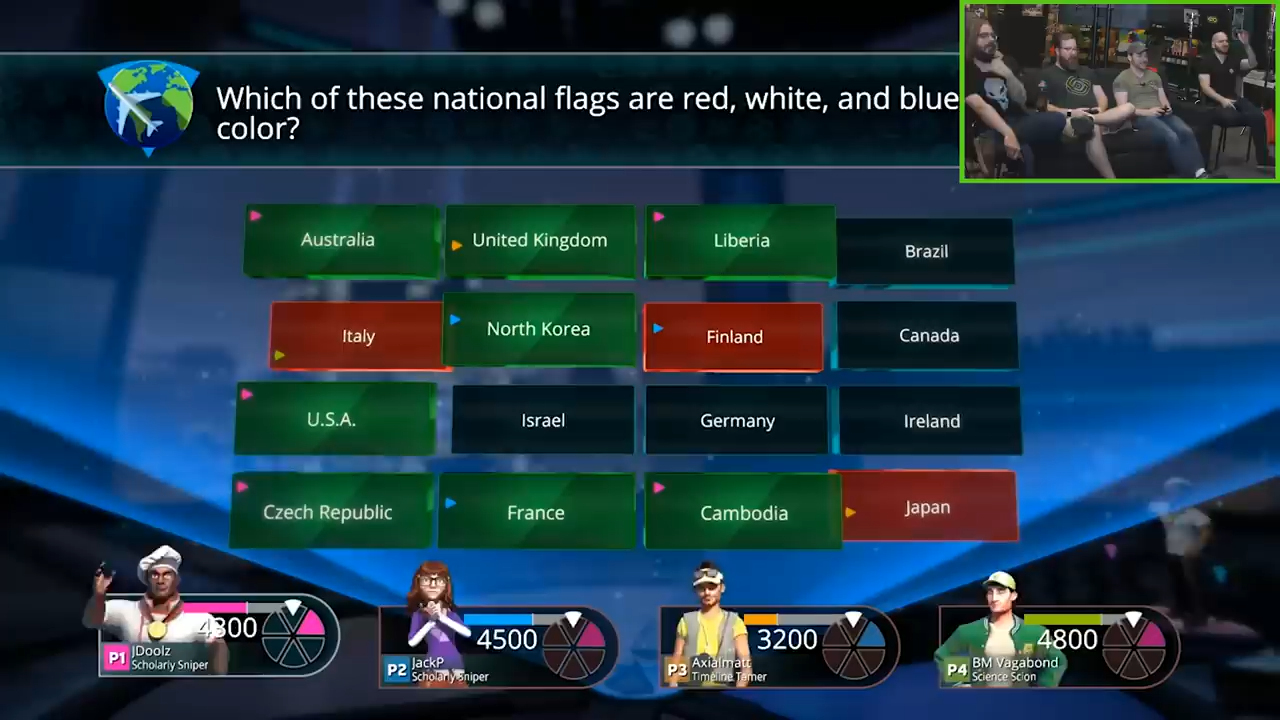 Which of these national flags are red, white, and blue
color?
Australia
United Kingdom
Liberia
Brazil
Italy
North Korea
Finland
Canada
U.S.A.
Israel
Germany
Ireland
Czech Republic
France
Cambodia
Japan
4300
P1 JDoolz
Scholarly Sniper
4500
P2 JackP
Scholarly Sniper
3200
P3 Axialmatt
Timeline Tamer
4800
P4 BM Vagabond
Science Scion